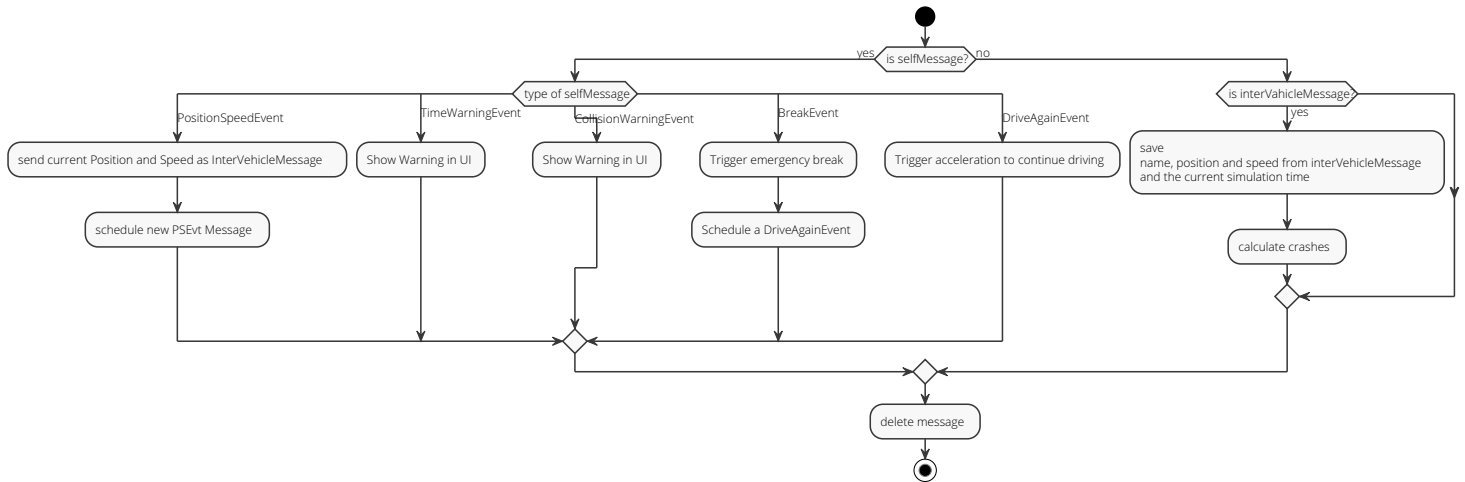 yes
is selfMessage?
no
type of selfMessage
is interVahicleMessage?
PositionSpeedEvent
TimeWarningEvent
CollisionWarningEvent
BreakEvent
DriveAgainEvent
yes
send current Position and Speed as InterVehicleMessage
Show Warning in UI
Show Warning in UI
Trigger emergency break
Trigger acceleration to continue driving
save
name, position and speed from interVehicleMessage
and the current simulation time
schedule new PSEvt Message
Schedule a DriveAgainEvent
calculate crashes
delete message